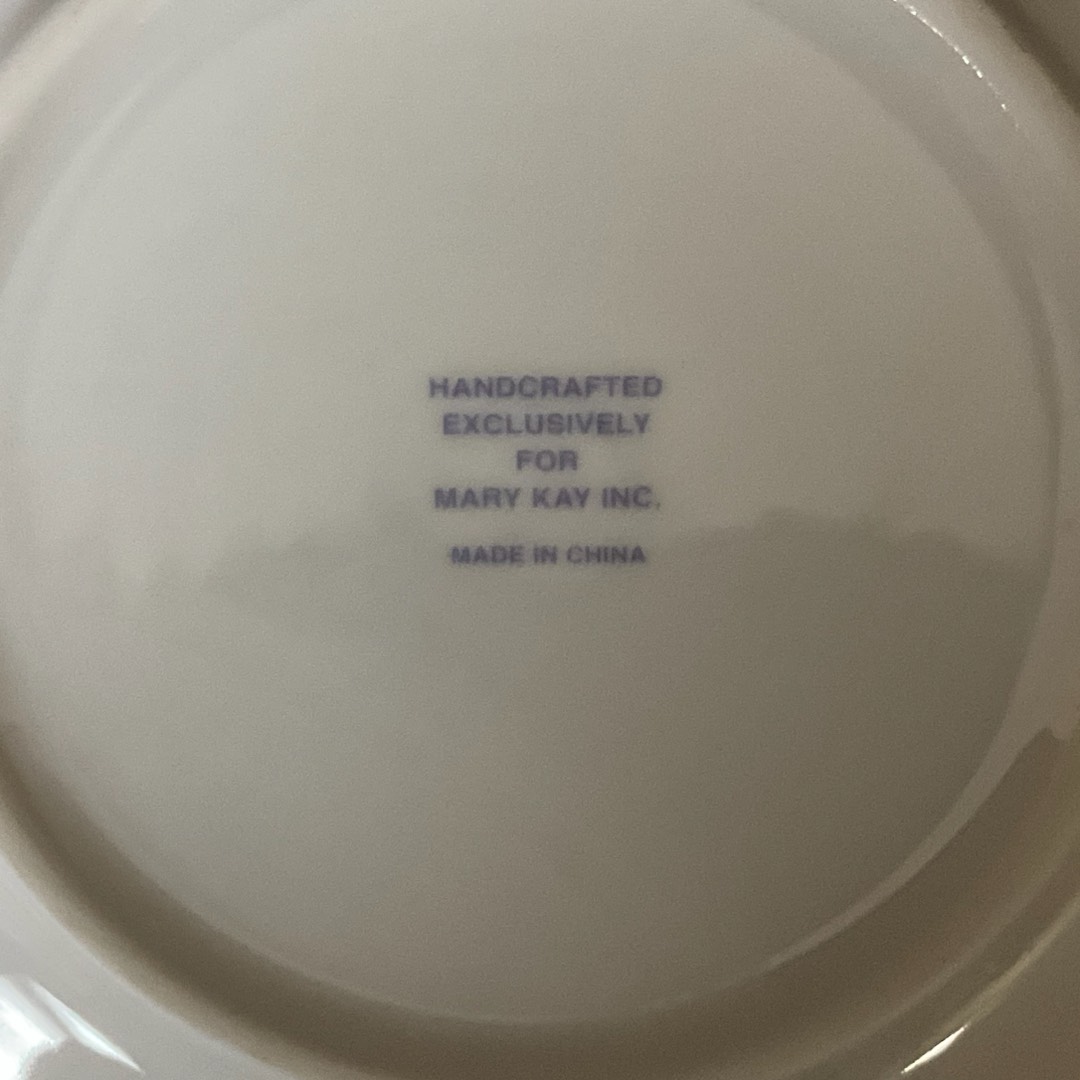 HANDCRAFTED
EXCLUSIVELY
FOR
MARY KAY INC.
MADE IN CHINA